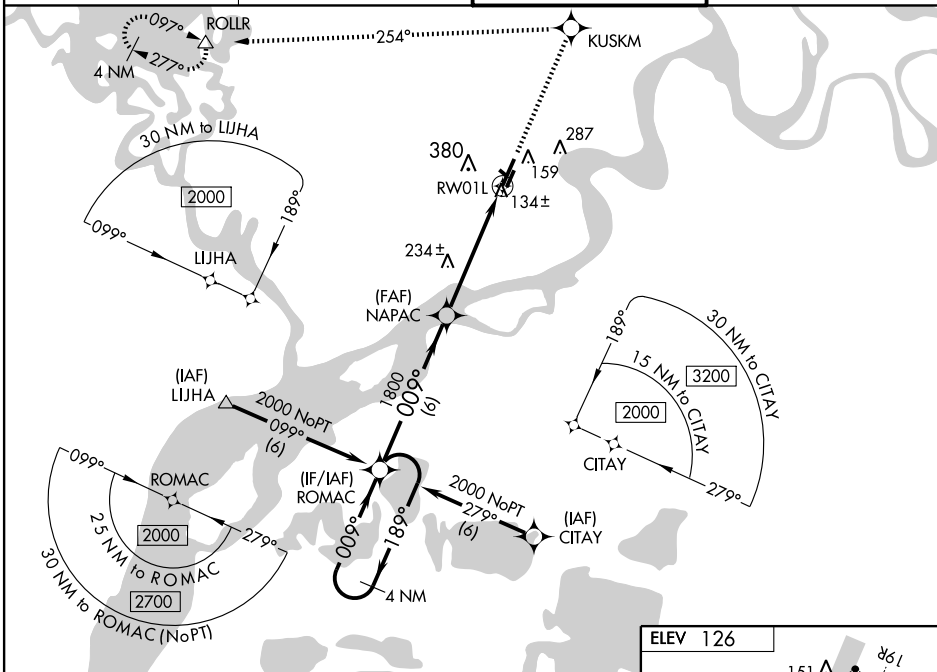 097°
ROLLR
277°
4 NM
254°
KUSKM
30 NM to LIJHA
2000
099°
189°
LIJHA
380
287
159
RW01L
134±
234±
(FAF)
NAPAC
(IAF)
LIJHA
2000 NoPT
099°
(6)
1800
009°
(6)
189°
30 NM to CITAY
15 NM to CITAY
3200
2000
CITAY
279°
099°
ROMAC
2000
279°
25 NM to ROMAC
2700
30 NM to ROMAC (NoPT)
(IF/IAF)
ROMAC
009°
189°
4 NM
2000 NoPT
279°
(6)
(IAF)
CITAY
ELEV 126
151
19R